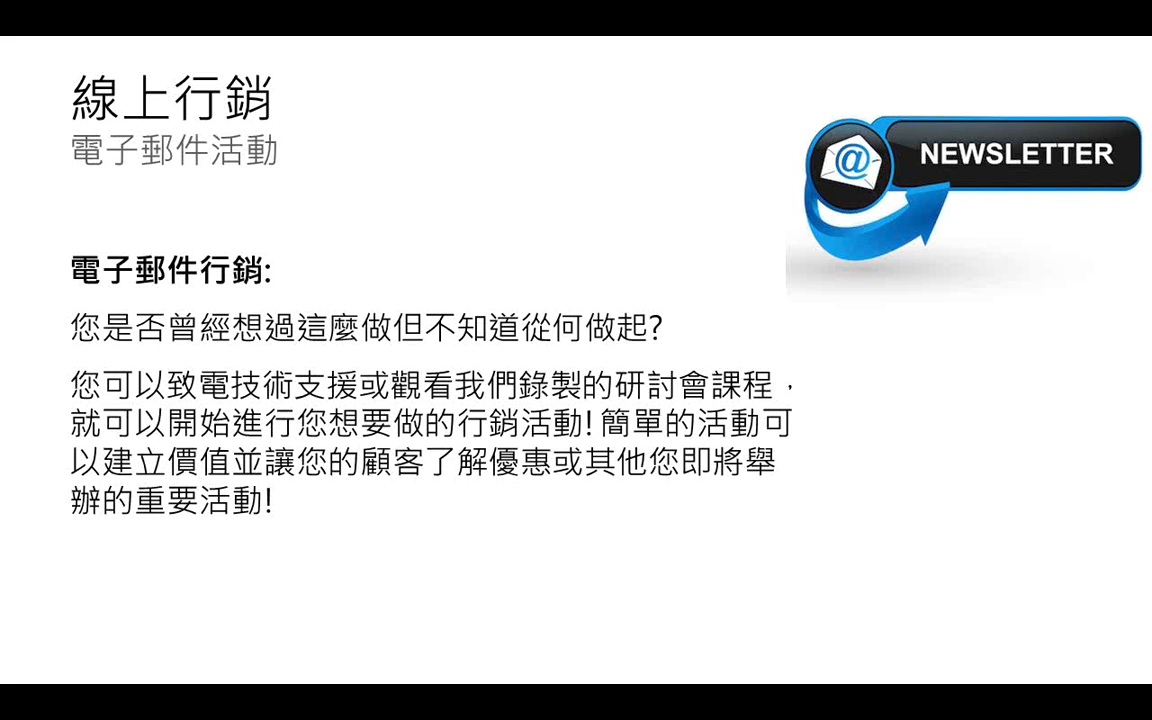 線上行銷
電子郵件活動
@ NEWSLETTER
電子郵件行銷:
您是否曾經想過這麼做但不知道從何做起?
您可以致電技術支援或觀看我們錄製的研討會課程，
就可以開始進行您想要做的行銷活動! 簡單的活動可
以建立價值並讓您的顧客了解優惠或其他您即將舉
辦的重要活動!